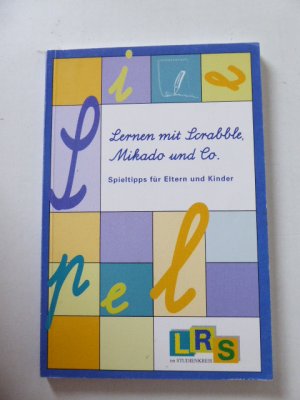 i l a
L
Lernen mit Scrabble,
Mikado und Co.
Spieltipps für Eltern und Kinder
p e l
LRS
im STUDIENKREIS